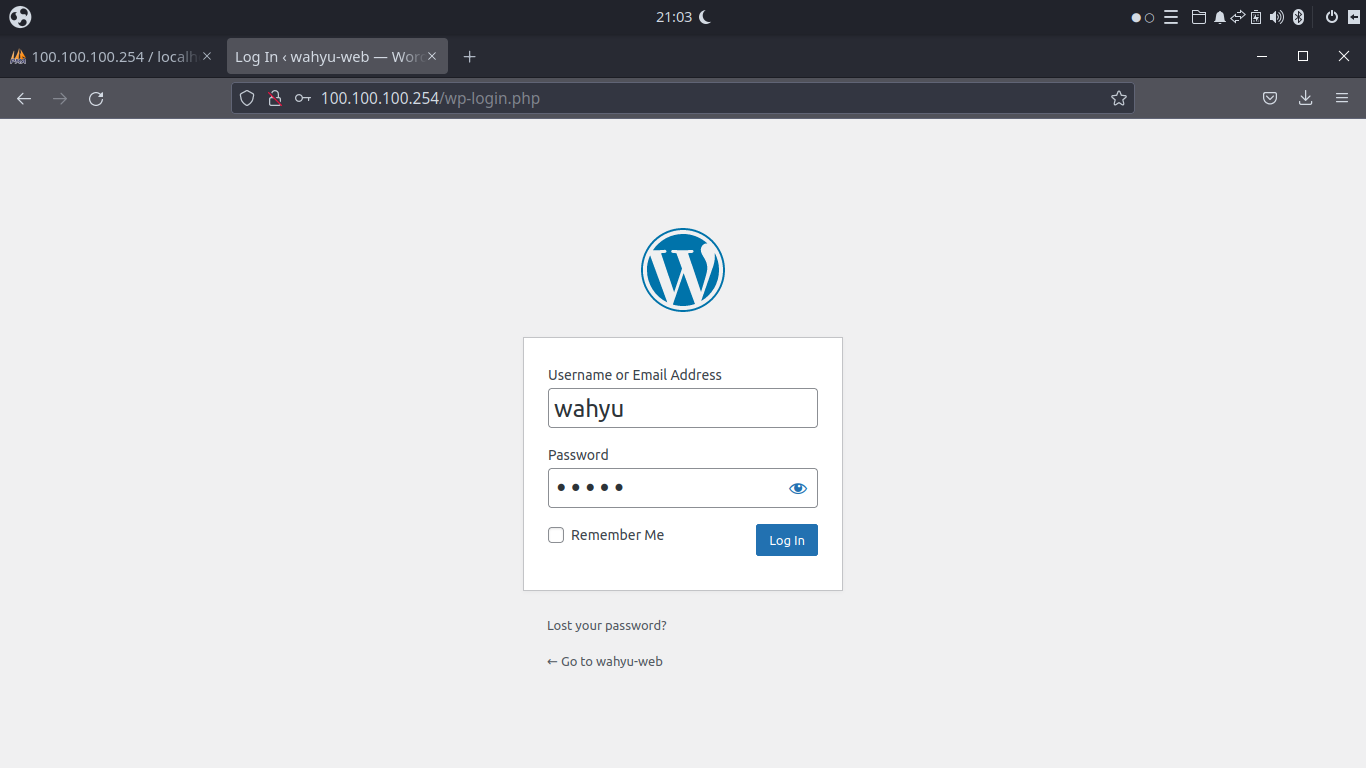 21:03
100.100.100.254 / localh
Log In ‹ wahyu-web — Word
100.100.100.254/wp-login.php
Username or Email Address
wahyu
Password
•••••
Remember Me
Log In
Lost your password?
← Go to wahyu-web